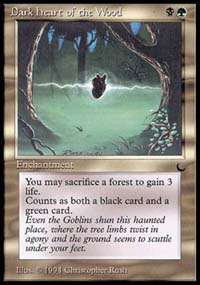 Dark Heart of the Wood
Enchantment
You may sacrifice a forest to gain 3
life.
Counts as both a black card and a
green card.
Even the Goblins shun this haunted
place, where the tree limbs twist in
agony and the ground seems to scuttle
under your feet.
Illus. © 1994 Christopher Rush